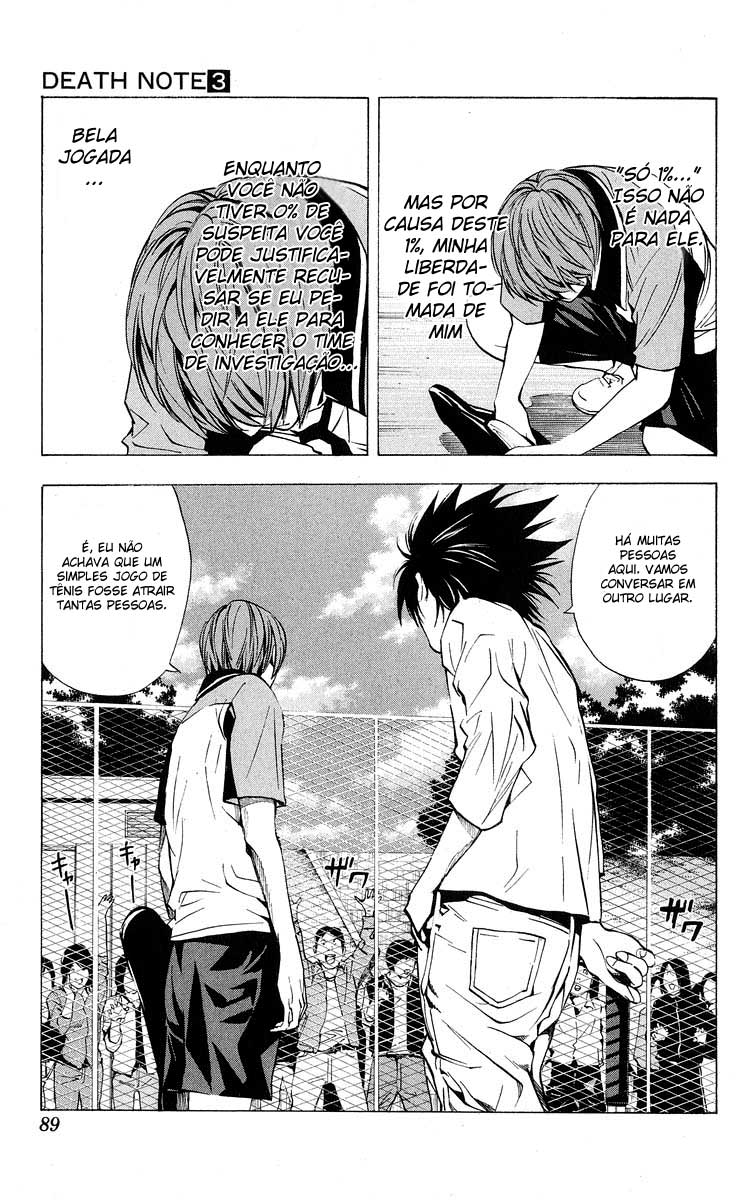 DEATH NOTE 3
"SÓ 1%..."
ISSO NÃO
É NADA
PARA ELE.
MAS POR
CAUSA DESTE
1%, MINHA
LIBERDA-
DE FOI TO-
MADA DE
MIM
ENQUANTO
VOCÊ NÃO
TIVER 0% DE
SUSPEITA VOCÊ
PODE JUSTIFICA-
VELMENTE RECU-
SAR SE EU PE-
DIR A ELE PARA
CONHECER O TIME
DE INVESTIGAÇÃO...
BELA
JOGADA
...
HÁ MUITAS
PESSOAS
AQUI. VAMOS
CONVERSAR EM
OUTRO LUGAR.
É, EU NÃO
ACHAVA QUE UM
SIMPLES JOGO DE
TÊNIS FOSSE ATRAIR
TANTAS PESSOAS.
ザワ
ザワ
キャー
キャー
89